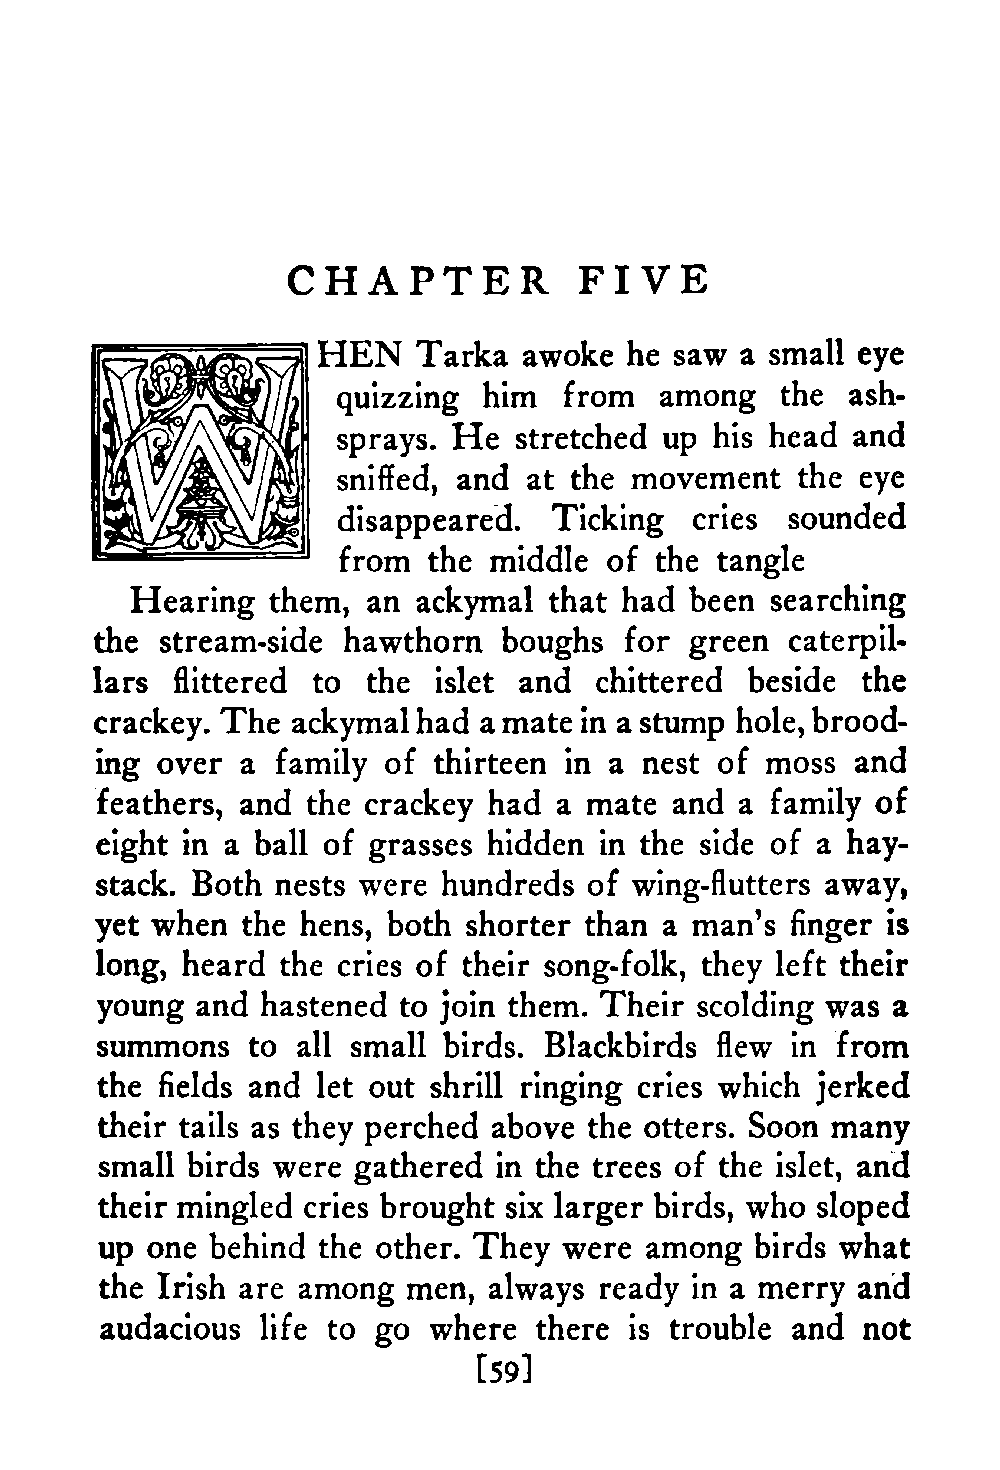 CHAPTER FIVE
WHEN Tarka awoke he saw a small eye
quizzing him from among the ash-
sprays. He stretched up his head and
sniffed, and at the movement the eye
disappeared. Ticking cries sounded
from the middle of the tangle
Hearing them, an ackymal that had been searching
the stream-side hawthorn boughs for green caterpil-
lars flittered to the islet and chittered beside the
crackey. The ackymal had a mate in a stump hole, brood-
ing over a family of thirteen in a nest of moss and
feathers, and the crackey had a mate and a family of
eight in a ball of grasses hidden in the side of a hay-
stack. Both nests were hundreds of wing-flutters away,
yet when the hens, both shorter than a man's finger is
long, heard the cries of their song-folk, they left their
young and hastened to join them. Their scolding was a
summons to all small birds. Blackbirds flew in from
the fields and let out shrill ringing cries which jerked
their tails as they perched above the otters. Soon many
small birds were gathered in the trees of the islet, and
their mingled cries brought six larger birds, who sloped
up one behind the other. They were among birds what
the Irish are among men, always ready in a merry and
audacious life to go where there is trouble and not
[59]